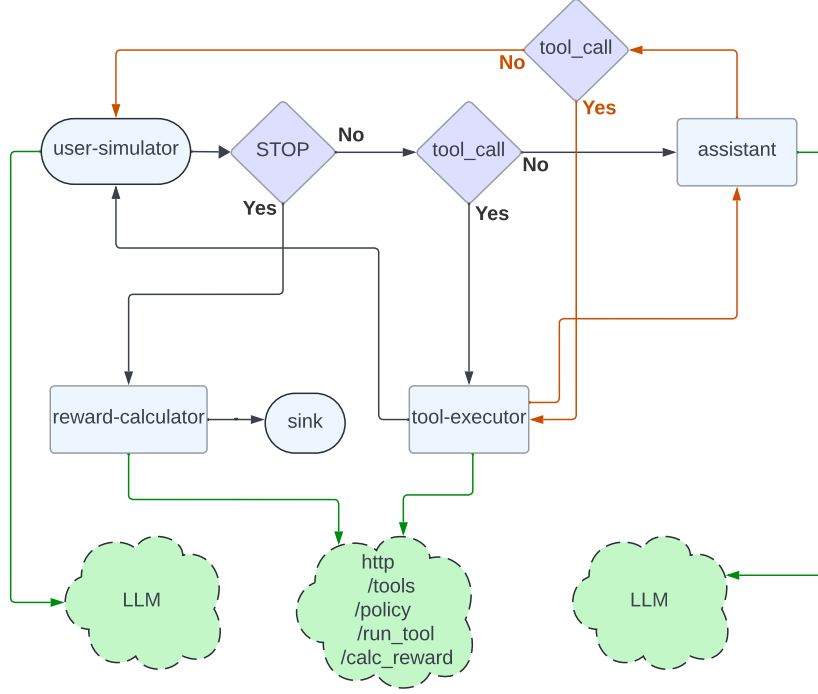 tool_call
No
Yes
user-simulator
STOP
No
tool_call
No
assistant
Yes
Yes
reward-calculator
sink
tool-executor
LLM
http
/tools
/policy
/run_tool
/calc_reward
LLM